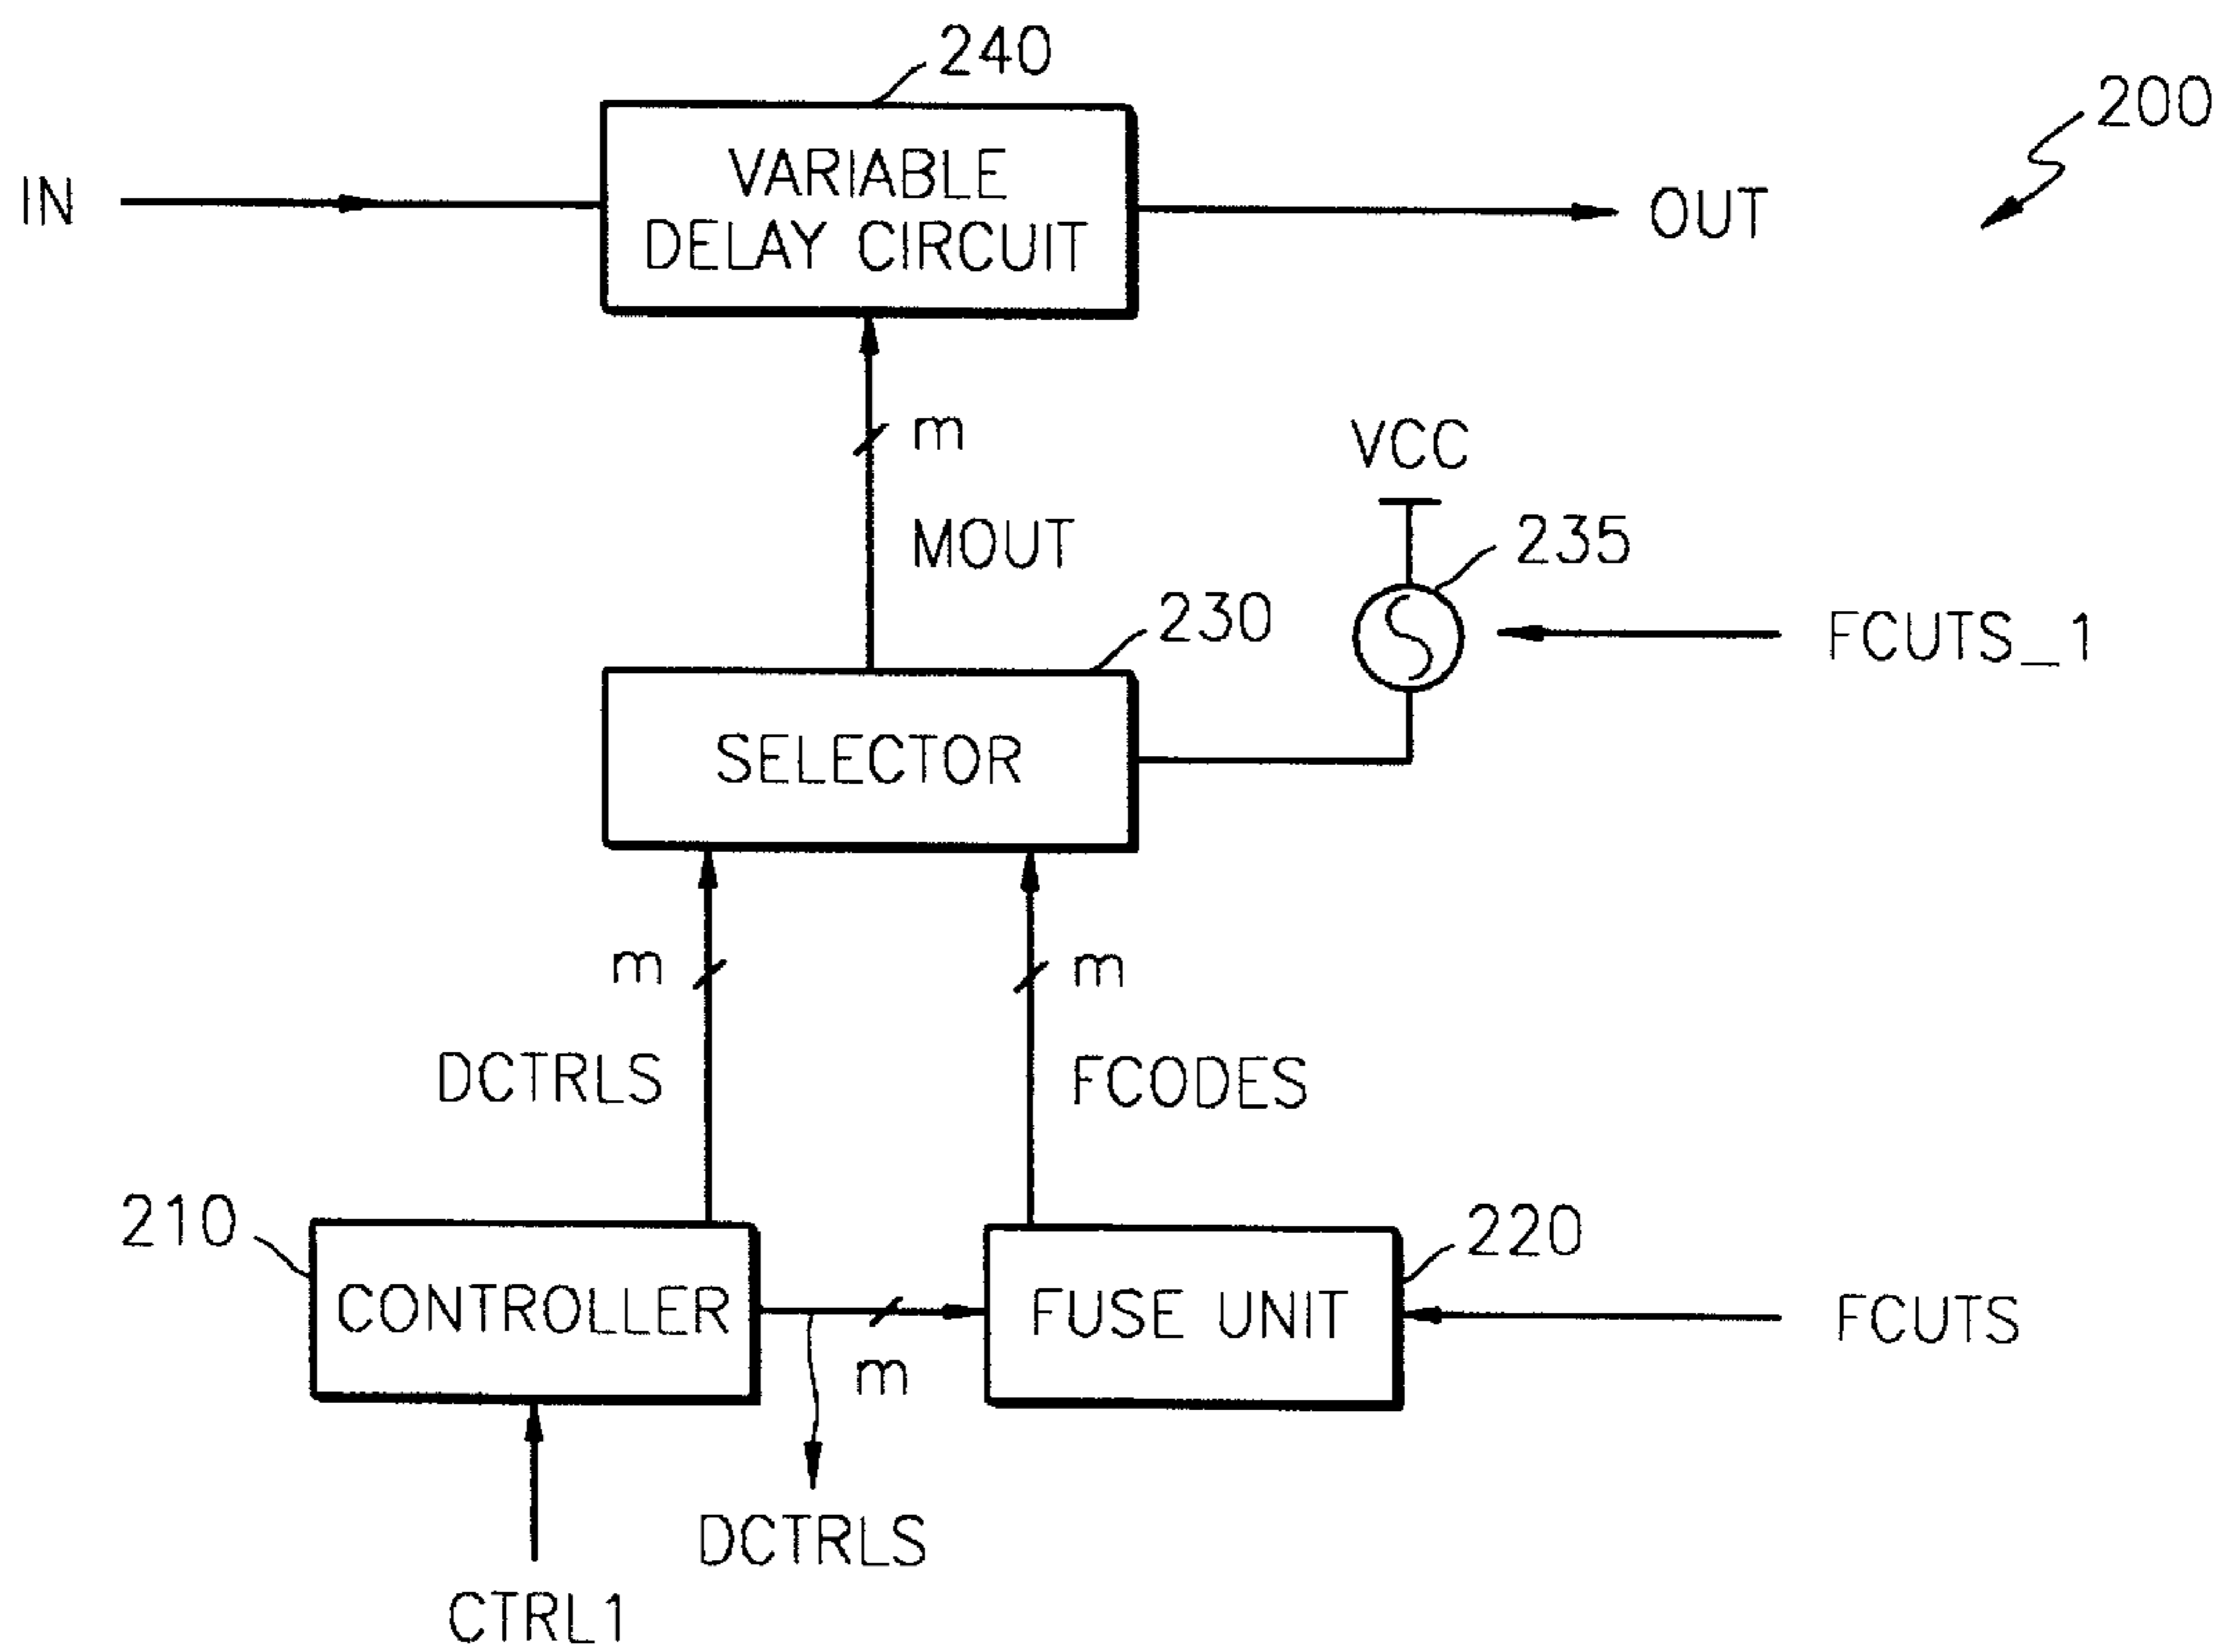 240
200
IN
VARIABLE
DELAY CIRCUIT
OUT
m
VCC
MOUT
235
230
FCUTS_1
SELECTOR
m
m
DCTRLS
FCODES
210
220
CONTROLLER
FUSE UNIT
FCUTS
m
DCTRLS
CTRL1